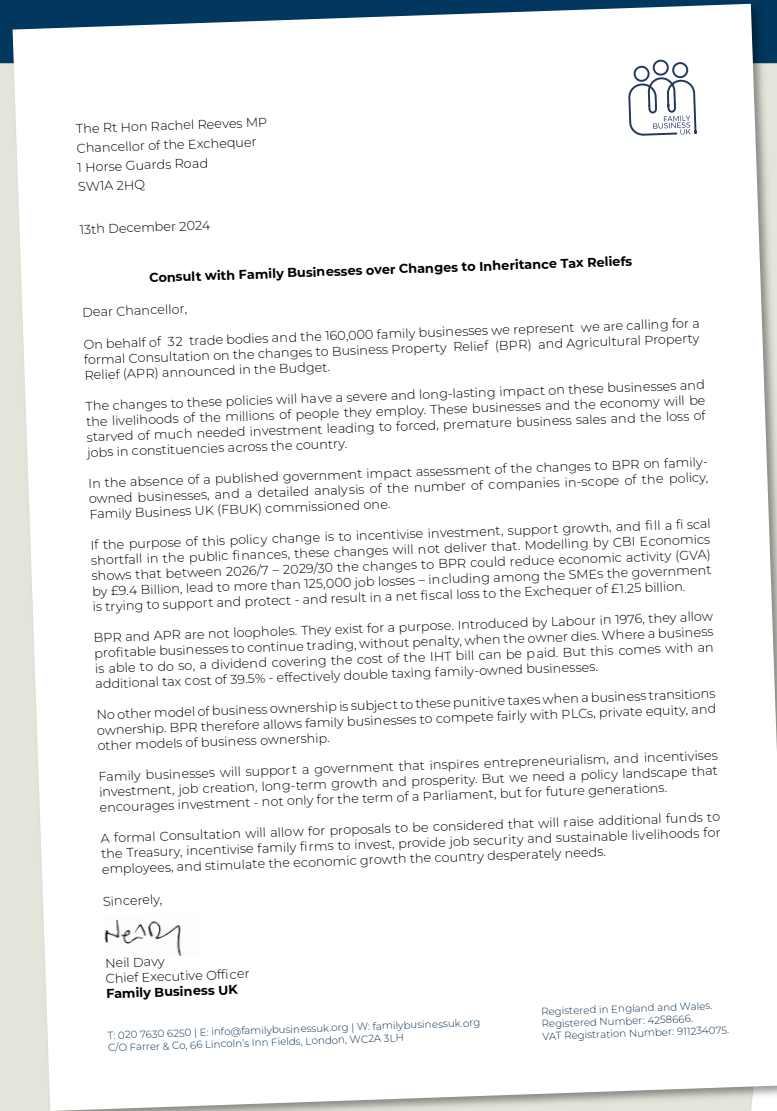 FAMILY
BUSINESS
UK
The Rt Hon Rachel Reeves MP
Chancellor of the Exchequer
1 Horse Guards Road
SW1A 2HQ
13th December 2024
Consult with Family Businesses over Changes to Inheritance Tax Reliefs
Dear Chancellor,
On behalf of 32 trade bodies and the 160,000 family businesses we represent we are calling for a
formal Consultation on the changes to Business Property Relief (BPR) and Agricultural Property
Relief (APR) announced in the Budget.
The changes to these policies will have a severe and long-lasting impact on these businesses and
the livelihoods of the millions of people they employ. These businesses and the economy will be
starved of much needed investment leading to forced, premature business sales and the loss of
jobs in constituencies across the country.
In the absence of a published government impact assessment of the changes to BPR on family-
owned businesses, and a detailed analysis of the number of companies in-scope of the policy,
Family Business UK (FBUK) commissioned one.
If the purpose of this policy change is to incentivise investment, support growth, and fill a fi scal
shortfall in the public finances, these changes will not deliver that. Modelling by CBI Economics
shows that between 2026/7 – 2029/30 the changes to BPR could reduce economic activity (GVA)
by £9.4 Billion, lead to more than 125,000 job losses – including among the SMEs the government
is trying to support and protect - and result in a net fiscal loss to the Exchequer of £1.25 billion.
BPR and APR are not loopholes. They exist for a purpose. Introduced by Labour in 1976, they allow
profitable businesses to continue trading, without penalty, when the owner dies. Where a business
is able to do so, a dividend covering the cost of the IHT bill can be paid. But this comes with an
additional tax cost of 39.5% - effectively double taxing family-owned businesses.
No other model of business ownership is subject to these punitive taxes when a business transitions
ownership. BPR therefore allows family businesses to compete fairly with PLCs, private equity, and
other models of business ownership.
Family businesses will support a government that inspires entrepreneurialism, and incentivises
investment, job creation, long-term growth and prosperity. But we need a policy landscape that
encourages investment - not only for the term of a Parliament, but for future generations.
A formal Consultation will allow for proposals to be considered that will raise additional funds to
the Treasury, incentivise family firms to invest, provide job security and sustainable livelihoods for
employees, and stimulate the economic growth the country desperately needs.
Sincerely,
Neil Davy
Chief Executive Officer
Family Business UK
T: 020 7630 6250 | E: info@familybusinessuk.org | W: familybusinessuk.org
C/O Farrer & Co, 66 Lincoln's Inn Fields, London, WC2A 3LH
Registered in England and Wales.
Registered Number: 4258666.
VAT Registration Number: 911234075.